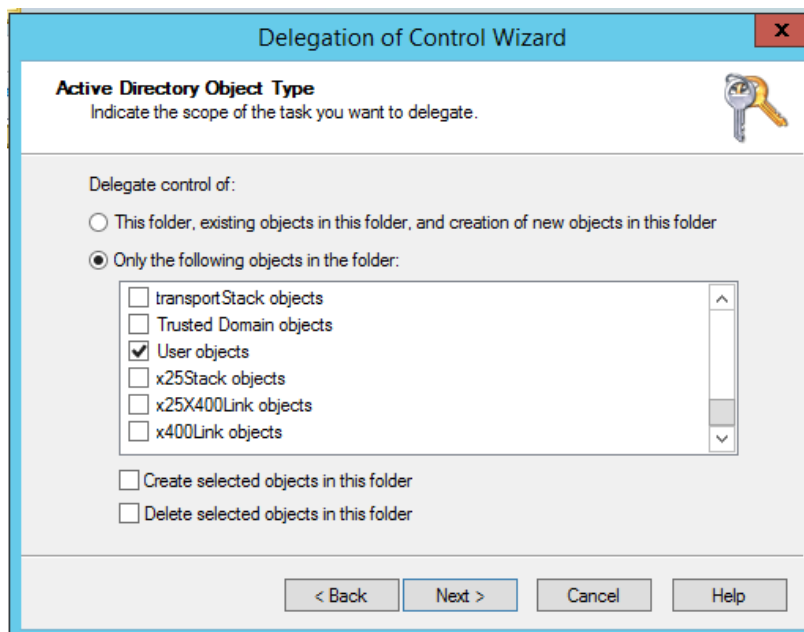 Delegation of Control Wizard
x
Active Directory Object Type
Indicate the scope of the task you want to delegate.
Delegate control of:
This folder, existing objects in this folder, and creation of new objects in this folder
Only the following objects in the folder:
transportStack objects
Trusted Domain objects
User objects
x25Stack objects
x25X400Link objects
x400Link objects
Create selected objects in this folder
Delete selected objects in this folder
< Back
Next >
Cancel
Help